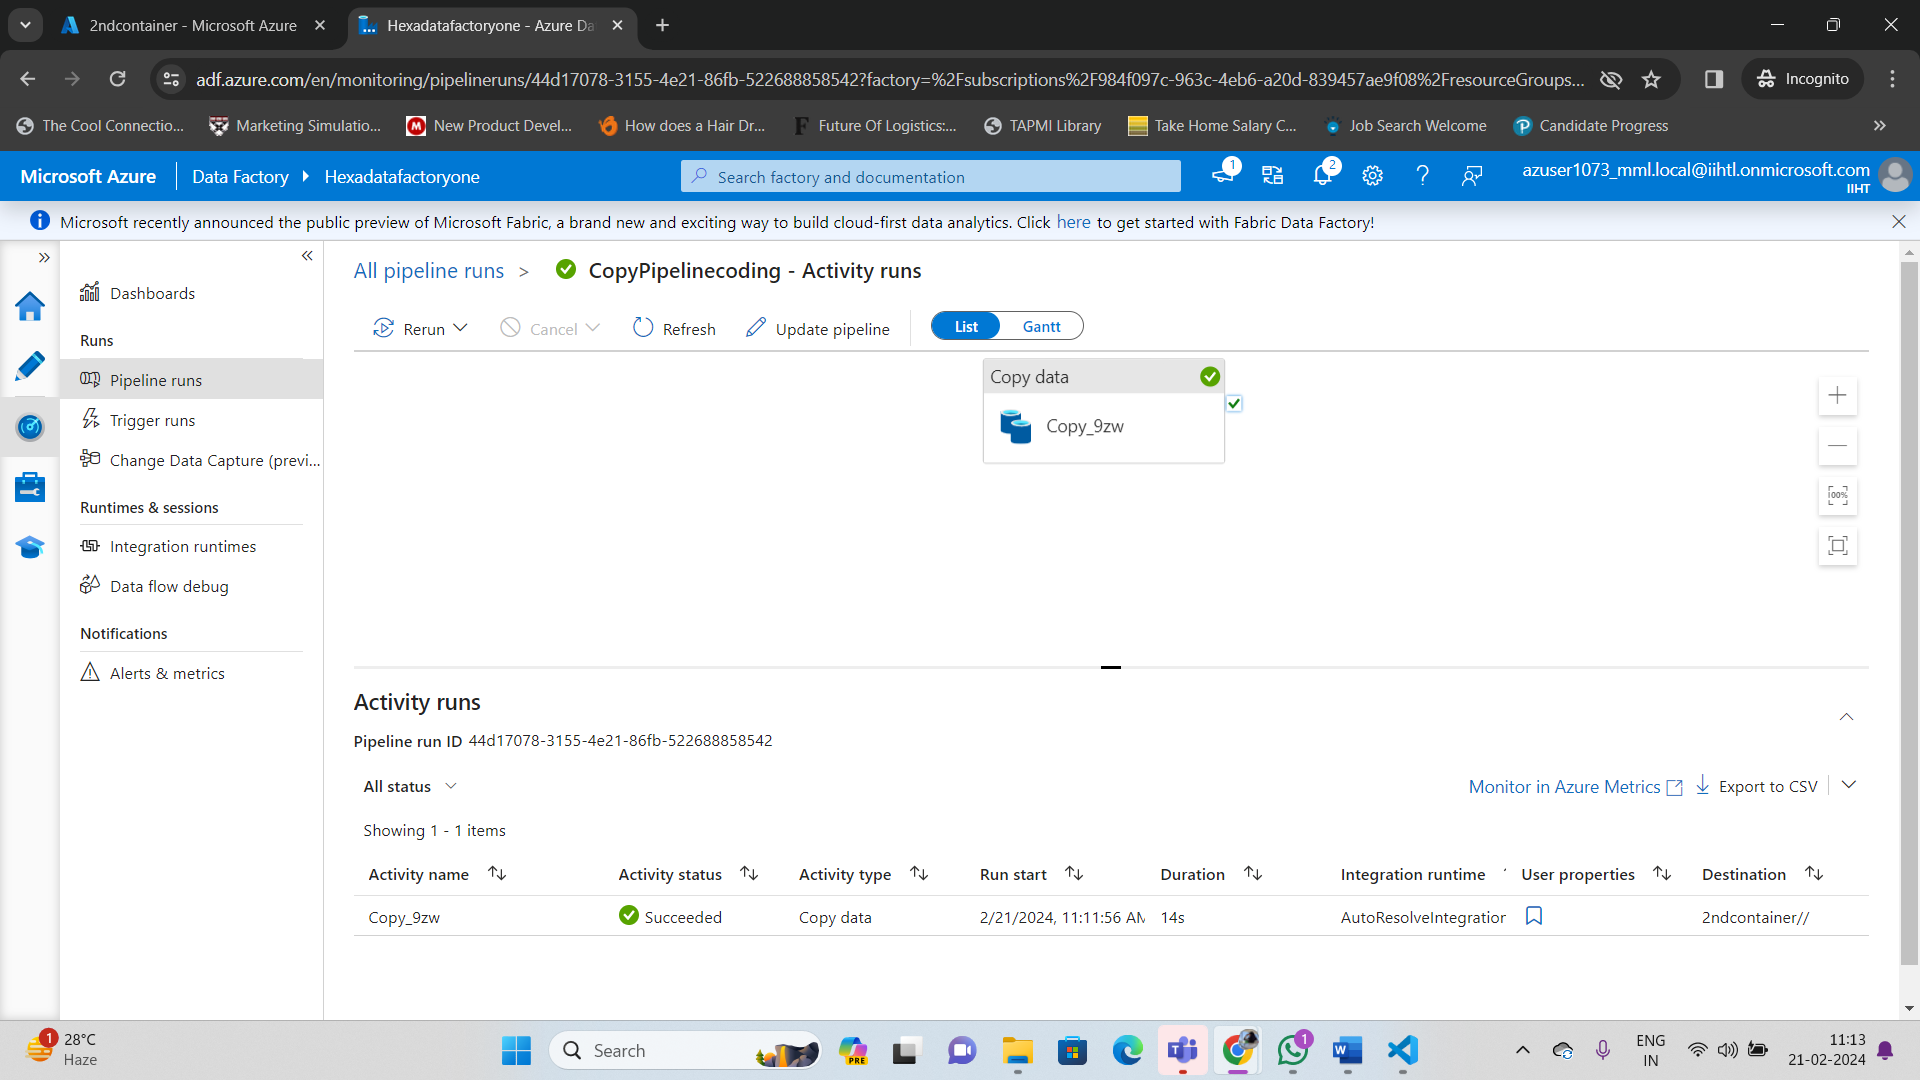 2ndcontainer - Microsoft Azure
Hexadatafactoryone - Azure Da
adf.azure.com/en/monitoring/pipelineruns/44d17078-3155-4e21-86fb-522688858542?factory=%2Fsubscriptions%2F984f097c-963c-4eb6-a20d-839457ae9f08%2FresourceGroups...
Incognito
The Cool Connectio...
Marketing Simulatio...
New Product Devel...
How does a Hair Dr...
Future Of Logistics:...
TAPMI Library
Take Home Salary C...
Job Search Welcome
Candidate Progress
Microsoft Azure
Data Factory
Hexadatafactoryone
Search factory and documentation
1
2
azuser1073_mml.local@iihtl.onmicrosoft.com
IIHT
Microsoft recently announced the public preview of Microsoft Fabric, a brand new and exciting way to build cloud-first data analytics. Click here to get started with Fabric Data Factory!
Dashboards
Runs
Pipeline runs
Trigger runs
Change Data Capture (previ...
Runtimes & sessions
Integration runtimes
Data flow debug
Notifications
Alerts & metrics
All pipeline runs > CopyPipelinecoding - Activity runs
Rerun
Cancel
Refresh
Update pipeline
List
Gantt
Copy data
Copy_9zw
100%
Activity runs
Pipeline run ID 44d17078-3155-4e21-86fb-522688858542
All status
Monitor in Azure Metrics
Export to CSV
Showing 1 - 1 items
Activity name Activity status Activity type Run start Duration Integration runtime User properties Destination
Copy_9zw Succeeded Copy data 2/21/2024, 11:11:56 AM 14s AutoResolveIntegration 2ndcontainer//
1
28°C
Haze
Search
PRE
1
ENG
IN
11:13
21-02-2024